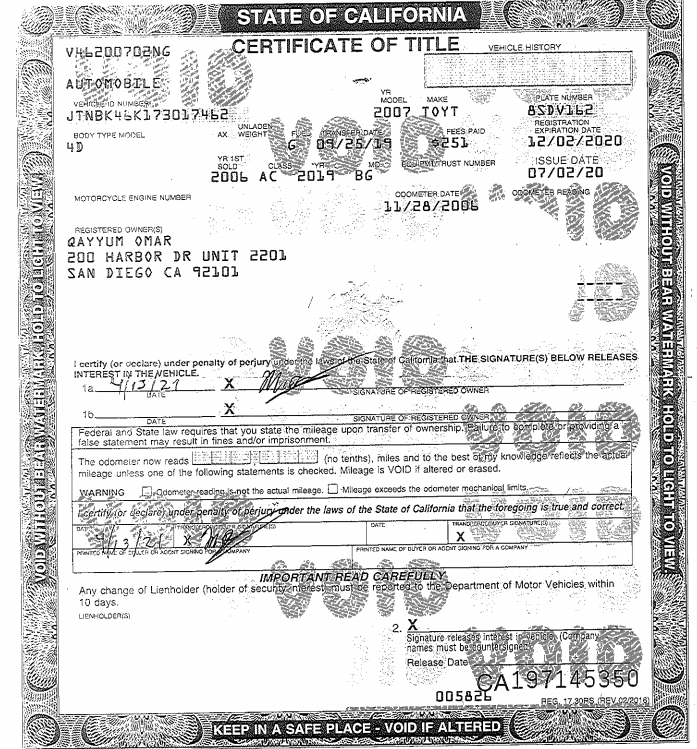 STATE OF CALIFORNIA
CERTIFICATE OF TITLE
VEHICLE HISTORY
V46200702NG
AUTOMOBILE
VEHICLE ID NUMBER YR MODEL MAKE PLATE NUMBER
JTNBK46K173017462 2007 TOYT 8SDV162
BODY TYPE MODEL AX UNLADEN WEIGHT TRANSFER DATE FEES PAID REGISTRATION EXPIRATION DATE
4D G 09/25/19 $251 12/02/2020
YR 1ST SOLD CLASS YR MO EQUIPMT/TRUST NUMBER ISSUE DATE
2006 AC 2019 BG 07/02/20
MOTORCYCLE ENGINE NUMBER ODOMETER DATE ODOMETER READING
11/28/2006
REGISTERED OWNER(S)
QAYYUM OMAR
200 HARBOR DR UNIT 2201
SAN DIEGO CA 92101
I certify (or declare) under penalty of perjury under the laws of the State of California that THE SIGNATURE(S) BELOW RELEASES
INTEREST IN THE VEHICLE.
1a 4/13/21 X
DATE SIGNATURE OF REGISTERED OWNER
1b X
DATE SIGNATURE OF REGISTERED OWNER
Federal and State law requires that you state the mileage upon transfer of ownership. Failure to complete or providing a
false statement may result in fines and/or imprisonment.
The odometer now reads (no tenths), miles and to the best of my knowledge reflects the actual
mileage unless one of the following statements is checked. Mileage is VOID if altered or erased.
WARNING Odometer reading is not the actual mileage. Mileage exceeds the odometer mechanical limits.
I certify (or declare) under penalty of perjury under the laws of the State of California that the foregoing is true and correct.
DATE DATE
4/13/21 X X
PRINTED NAME OF BUYER OR AGENT SIGNING FOR A COMPANY
IMPORTANT READ CAREFULLY
Any change of Lienholder (holder of security interest) must be reported to the Department of Motor Vehicles within
10 days.
LIENHOLDER(S)
2. X
Signature releases interest in vehicle. (Company
names must be countersigned)
Release Date
CA197145350
005826
REG. 17.30RS (REV.02/2016)
KEEP IN A SAFE PLACE - VOID IF ALTERED
VOID WITHOUT BEAR WATERMARK. HOLD TO LIGHT TO VIEW.
VOID WITHOUT BEAR WATERMARK. HOLD TO LIGHT TO VIEW.
VOID